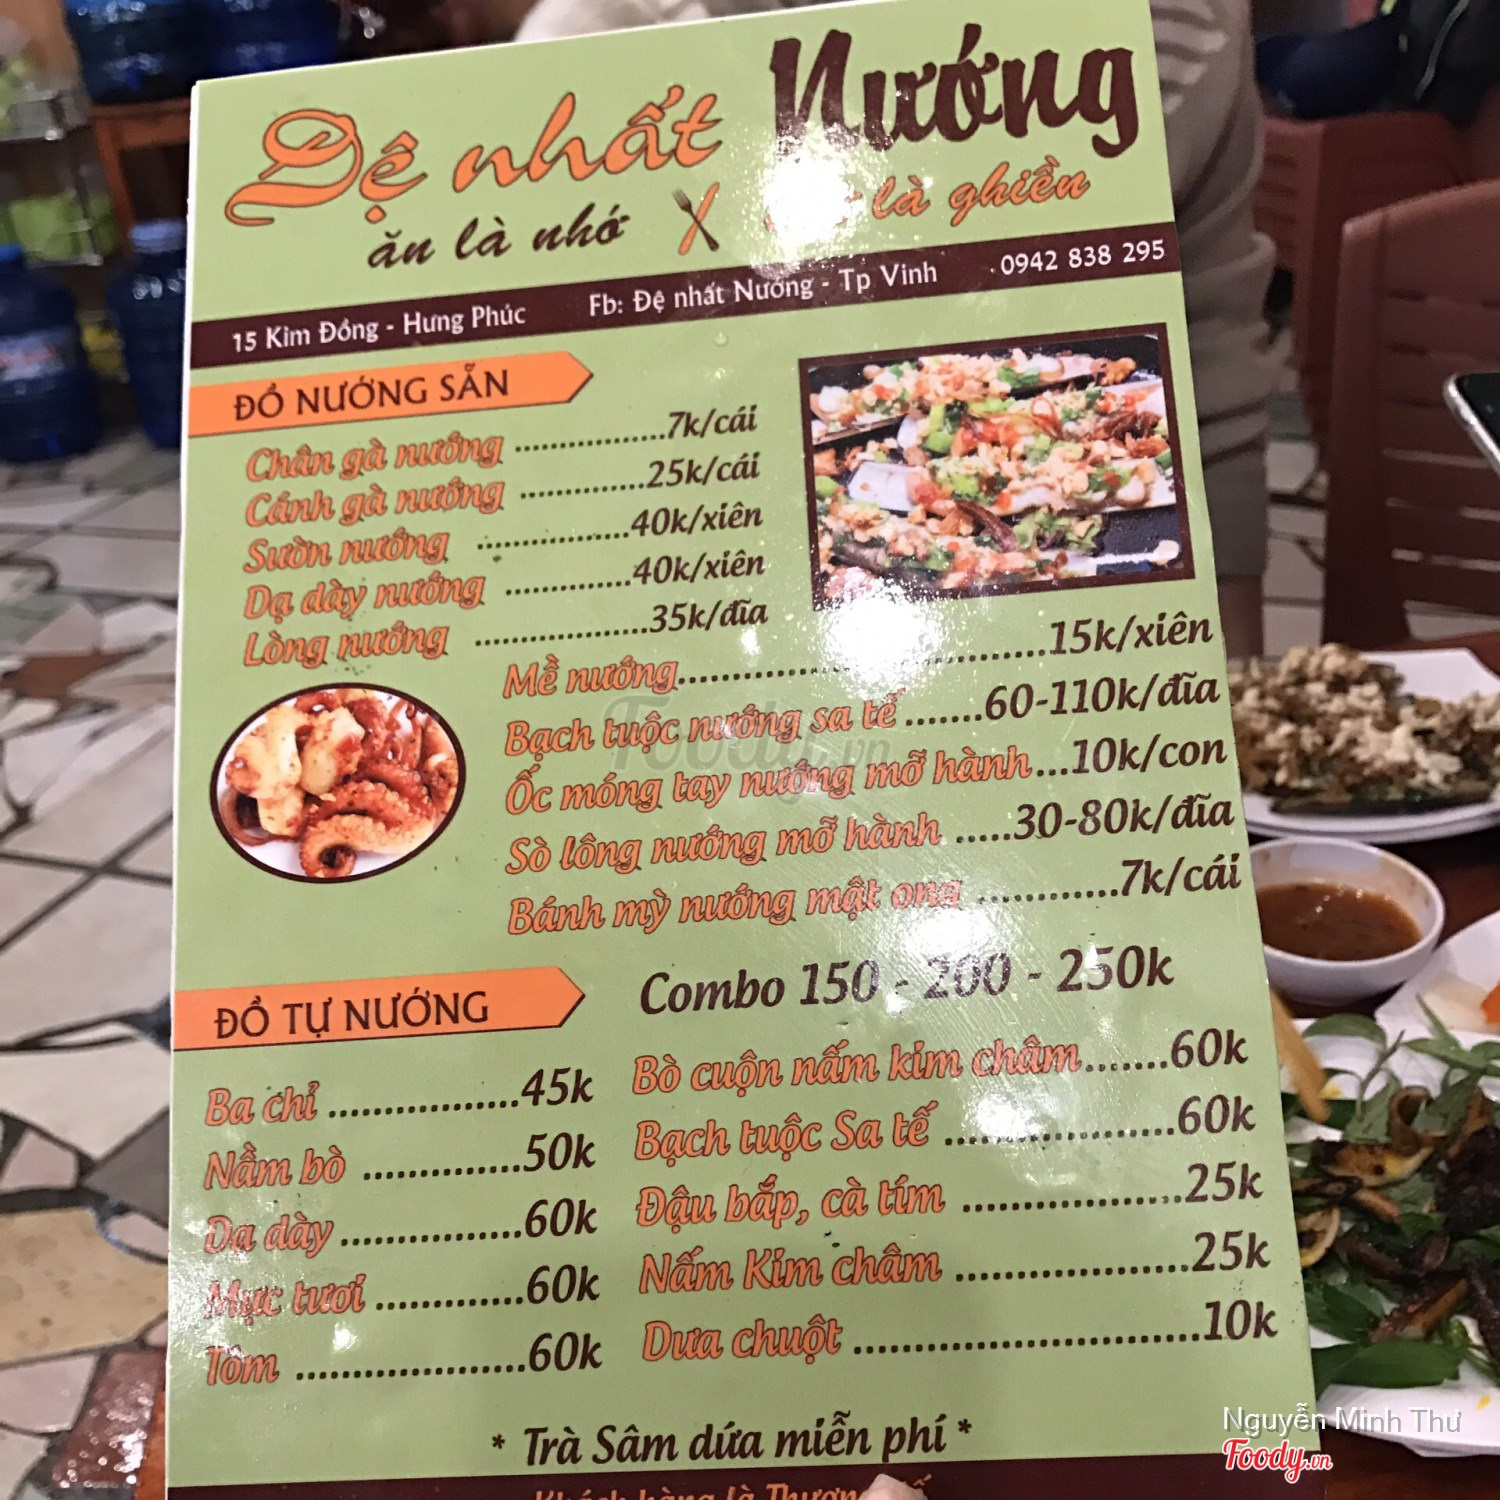 Đệ nhất Nướng
ăn là nhớ là ghiền
15 Kim Đồng - Hưng Phúc Fb: Đệ nhất Nướng - Tp Vinh 0942 838 295
ĐỒ NƯỚNG SẴN
Chân gà nướng ................7k/cái
Cánh gà nướng .............25k/cái
Sườn nướng ................40k/xiên
Dạ dày nướng .............40k/xiên
Lòng nướng ..................35k/đĩa
Mề nướng..................................15k/xiên
Bạch tuộc nướng sa tế .......60-110k/đĩa
Ốc móng tay nướng mỡ hành...10k/con
Sò lông nướng mỡ hành .....30-80k/đĩa
Bánh mỳ nướng mật ong ............7k/cái
ĐỒ TỰ NƯỚNG
Combo 150 - 200 - 250k
Ba chỉ .................45k
Nầm bò ..............50k
Dạ dày ................60k
Mực tươi .............60k
Tôm ....................60k
Bò cuộn nấm kim châm.......60k
Bạch tuộc Sa tế ...................60k
Đậu bắp, cà tím ..................25k
Nấm Kim châm ...................25k
Dưa chuột ............................10k
* Trà Sâm dứa miễn phí *
Khách hàng là Thượng
Foody.vn
Nguyễn Minh Thư
Foody.vn